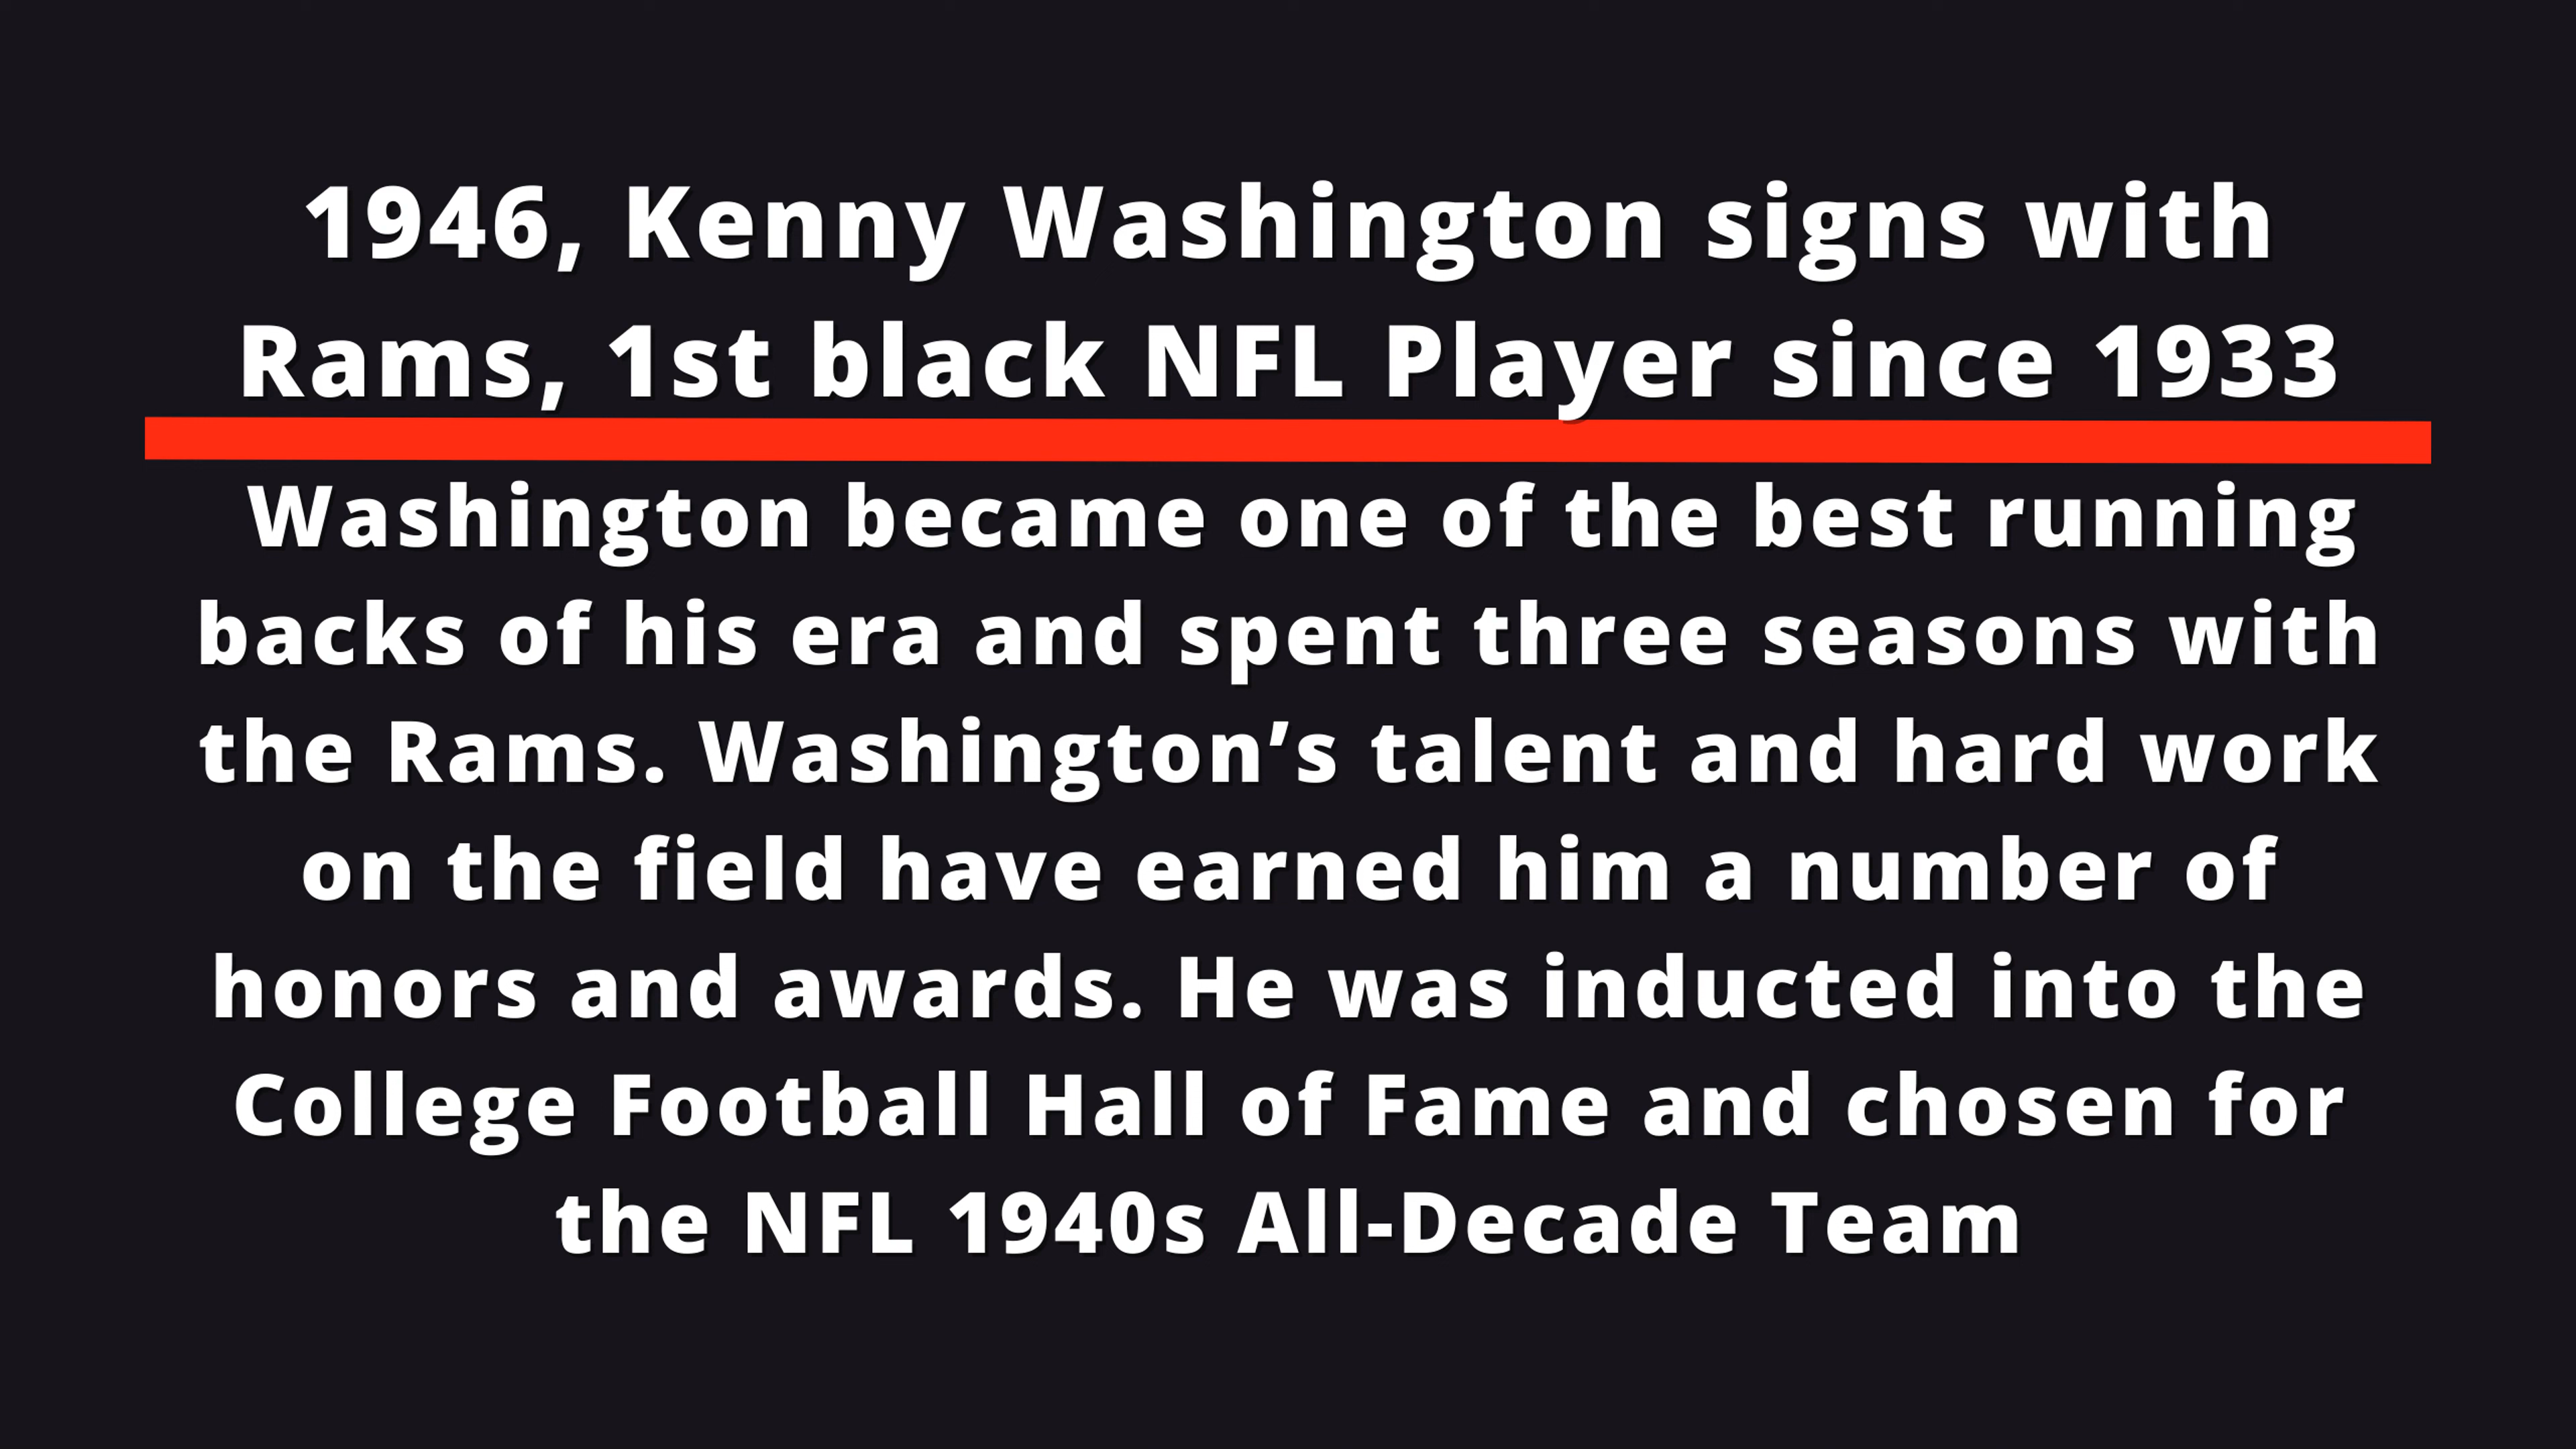 1946, Kenny Washington signs with
Rams, 1st black NFL Player since 1933
Washington became one of the best running
backs of his era and spent three seasons with
the Rams. Washington’s talent and hard work
on the field have earned him a number of
honors and awards. He was inducted into the
College Football Hall of Fame and chosen for
the NFL 1940s All-Decade Team